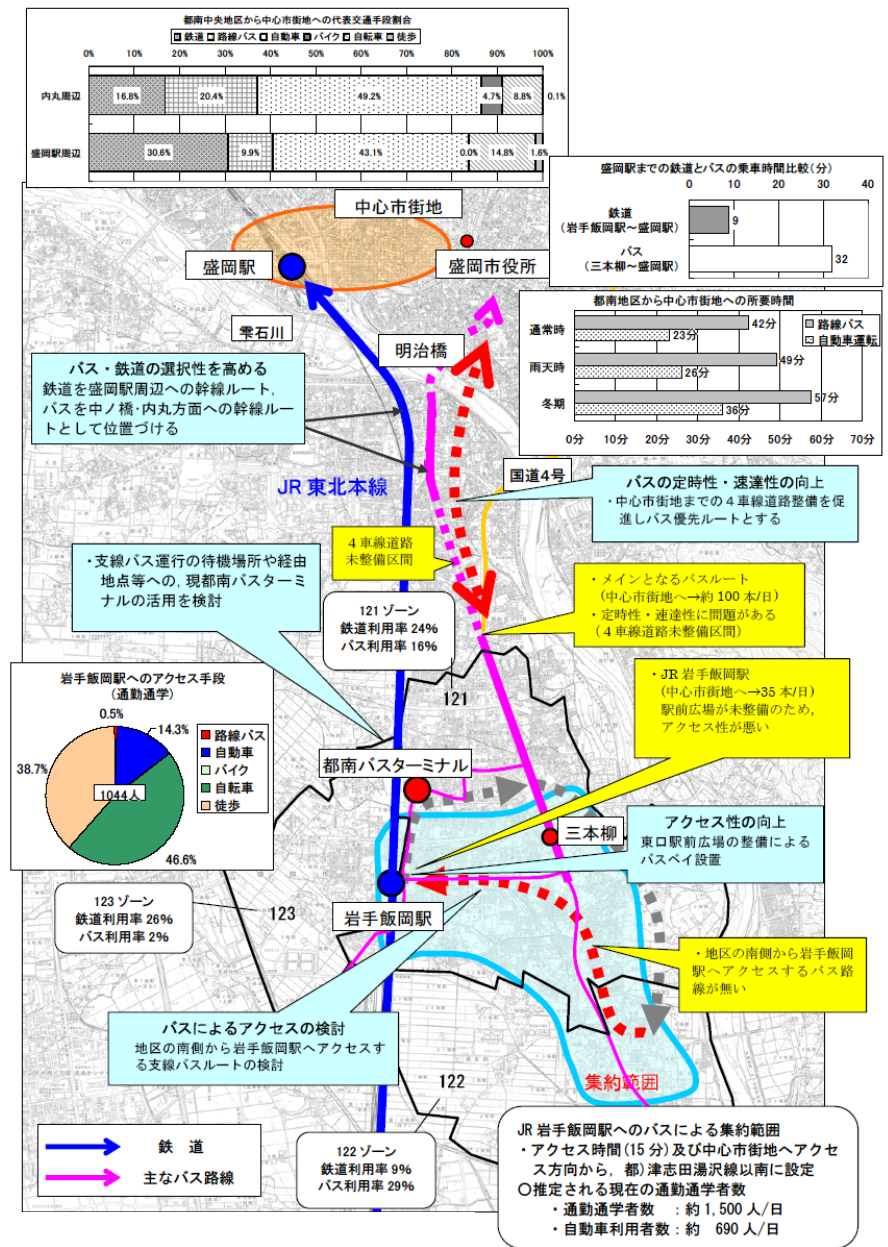 都南中央地区から中心市街地への代表交通手段割合
鉄道 路線バス 自動車 バイク 自転車 徒歩
0% 10% 20% 30% 40% 50% 60% 70% 80% 90% 100%
内丸周辺 16.8% 20.4% 49.2% 4.7% 8.8% 0.1%
盛岡駅周辺 30.6% 9.9% 43.1% 0.0% 14.8% 1.6%
盛岡駅までの鉄道とバスの乗車時間比較(分)
0 10 20 30 40
鉄道
(岩手飯岡駅~盛岡駅)
9
バス
(三本柳~盛岡駅)
32
都南地区から中心市街地への所要時間
通常時 42分
23分
雨天時 49分
26分
冬期 57分
36分
路線バス
自動車運転
0分 10分 20分 30分 40分 50分 60分 70分
中心市街地
盛岡駅
盛岡市役所
雫石川
明治橋
バス・鉄道の選択性を高める
鉄道を盛岡駅周辺への幹線ルート,
バスを中ノ橋・内丸方面への幹線ルー
トとして位置づける
JR東北本線
国道4号
バスの定時性・速達性の向上
・中心市街地までの4車線道路整備を促
進しバス優先ルートとする
4車線道路
未整備区間
・支線バス運行の待機場所や経由
地点等への,現都南バスターミ
ナルの活用を検討
・メインとなるバスルート
(中心市街地へ→約100本/日)
・定時性・速達性に問題がある
(4車線道路未整備区間)
121 ゾーン
鉄道利用率 24%
バス利用率 16%
121
・JR岩手飯岡駅
(中心市街地へ→35本/日)
駅前広場が未整備のため,
アクセス性が悪い
岩手飯岡駅へのアクセス手段
(通勤通学)
0.5%
14.3%
38.7%
1044人
46.6%
路線バス
自動車
バイク
自転車
徒歩
都南バスターミナル
三本柳
アクセス性の向上
東口駅前広場の整備による
バスベイ設置
123 ゾーン
鉄道利用率 26%
バス利用率 2%
123
岩手飯岡駅
・地区の南側から岩手飯岡
駅へアクセスするバス路
線が無い
バスによるアクセスの検討
地区の南側から岩手飯岡駅へアクセスす
る支線バスルートの検討
122
集約範囲
鉄 道
主なバス路線
122 ゾーン
鉄道利用率 9%
バス利用率 29%
JR岩手飯岡駅へのバスによる集約範囲
・アクセス時間(15分)及び中心市街地へアクセ
ス方向から,都)津志田湯沢線以南に設定
○推定される現在の通勤通学者数
・通勤通学者数 :約1,500人/日
・自動車利用者数:約 690人/日